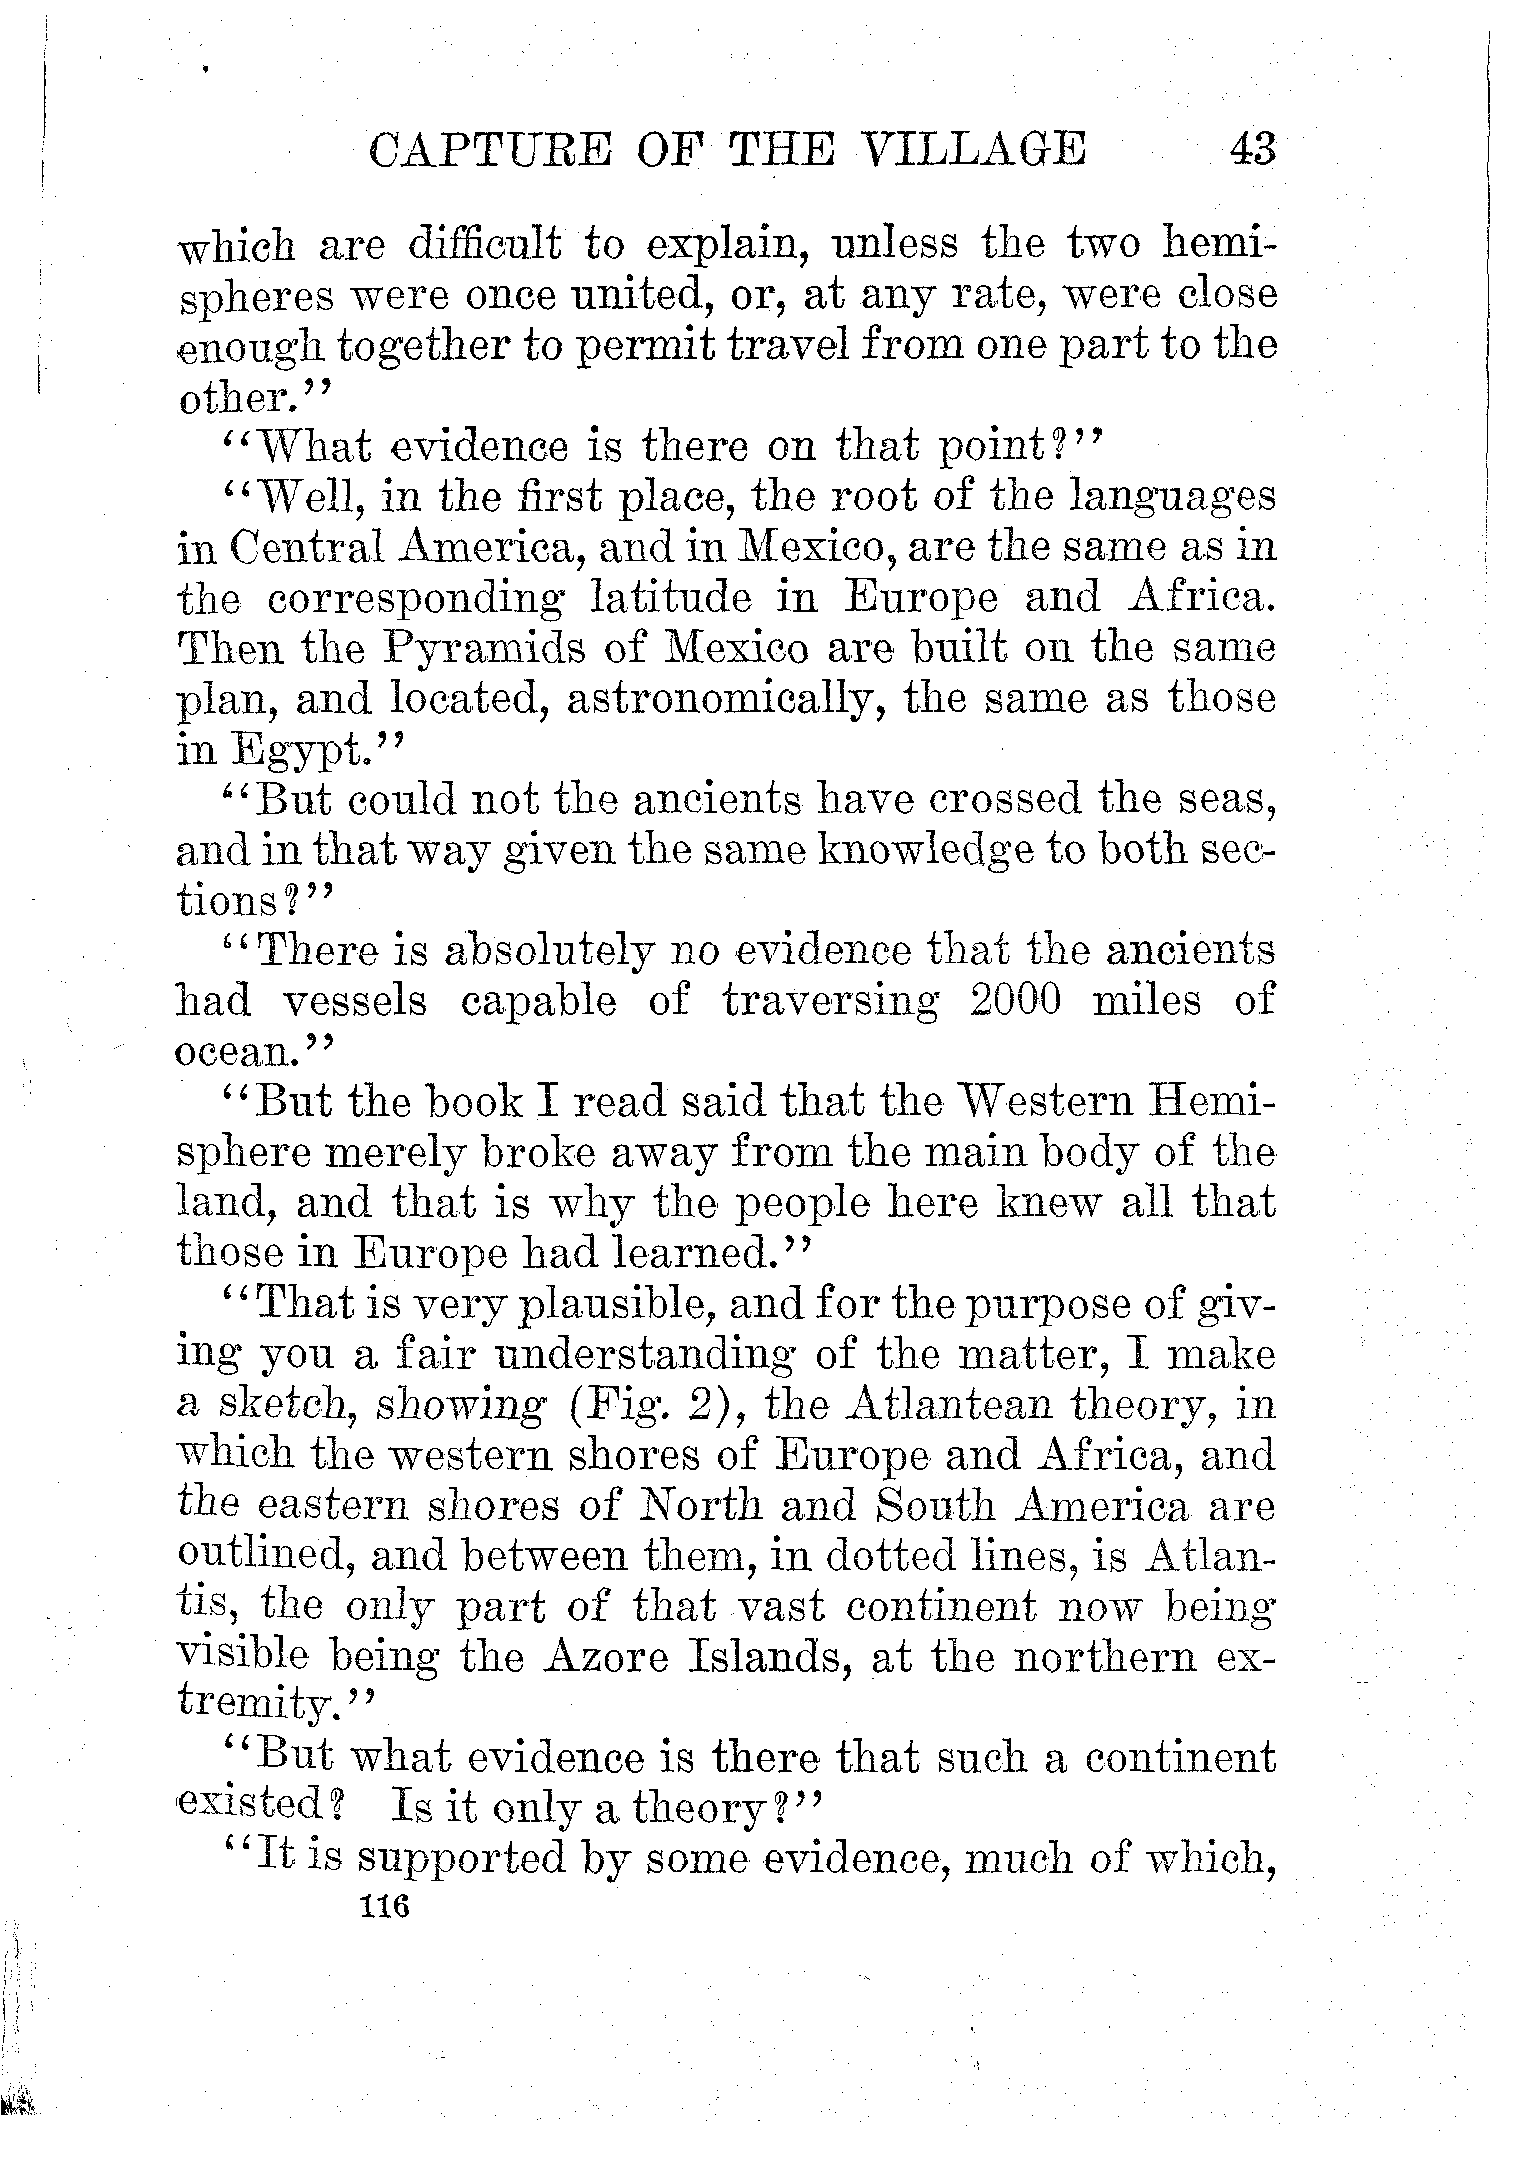 CAPTURE OF THE VILLAGE 43
which are difficult to explain, unless the two hemi-
spheres were once united, or, at any rate, were close
enough together to permit travel from one part to the
other."
"What evidence is there on that point?"
"Well, in the first place, the root of the languages
in Central America, and in Mexico, are the same as in
the corresponding latitude in Europe and Africa.
Then the Pyramids of Mexico are built on the same
plan, and located, astronomically, the same as those
in Egypt."
"But could not the ancients have crossed the seas,
and in that way given the same knowledge to both sec-
tions?"
"There is absolutely no evidence that the ancients
had vessels capable of traversing 2000 miles of
ocean."
"But the book I read said that the Western Hemi-
sphere merely broke away from the main body of the
land, and that is why the people here knew all that
those in Europe had learned."
"That is very plausible, and for the purpose of giv-
ing you a fair understanding of the matter, I make
a sketch, showing (Fig. 2), the Atlantean theory, in
which the western shores of Europe and Africa, and
the eastern shores of North and South America are
outlined, and between them, in dotted lines, is Atlan-
tis, the only part of that vast continent now being
visible being the Azore Islands, at the northern ex-
tremity."
"But what evidence is there that such a continent
existed? Is it only a theory?"
"It is supported by some evidence, much of which,
116